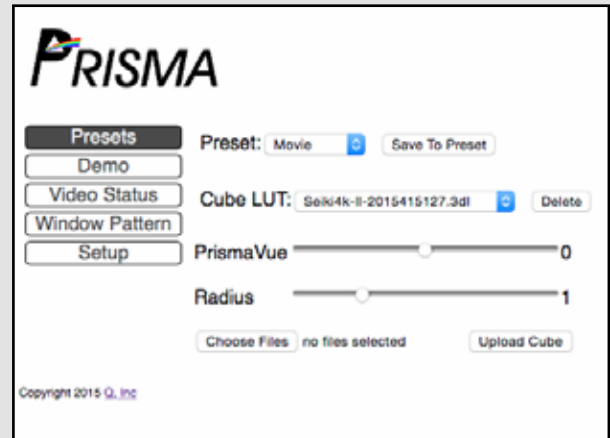 PRISMA
Presets
Demo
Video Status
Window Pattern
Setup
Preset: Movie Save To Preset
Cube LUT: Seiki4k-II-2015415127.3dl Delete
PrismaVue 0
Radius 1
Choose Files no files selected Upload Cube
Copyright 2015 Q, Inc